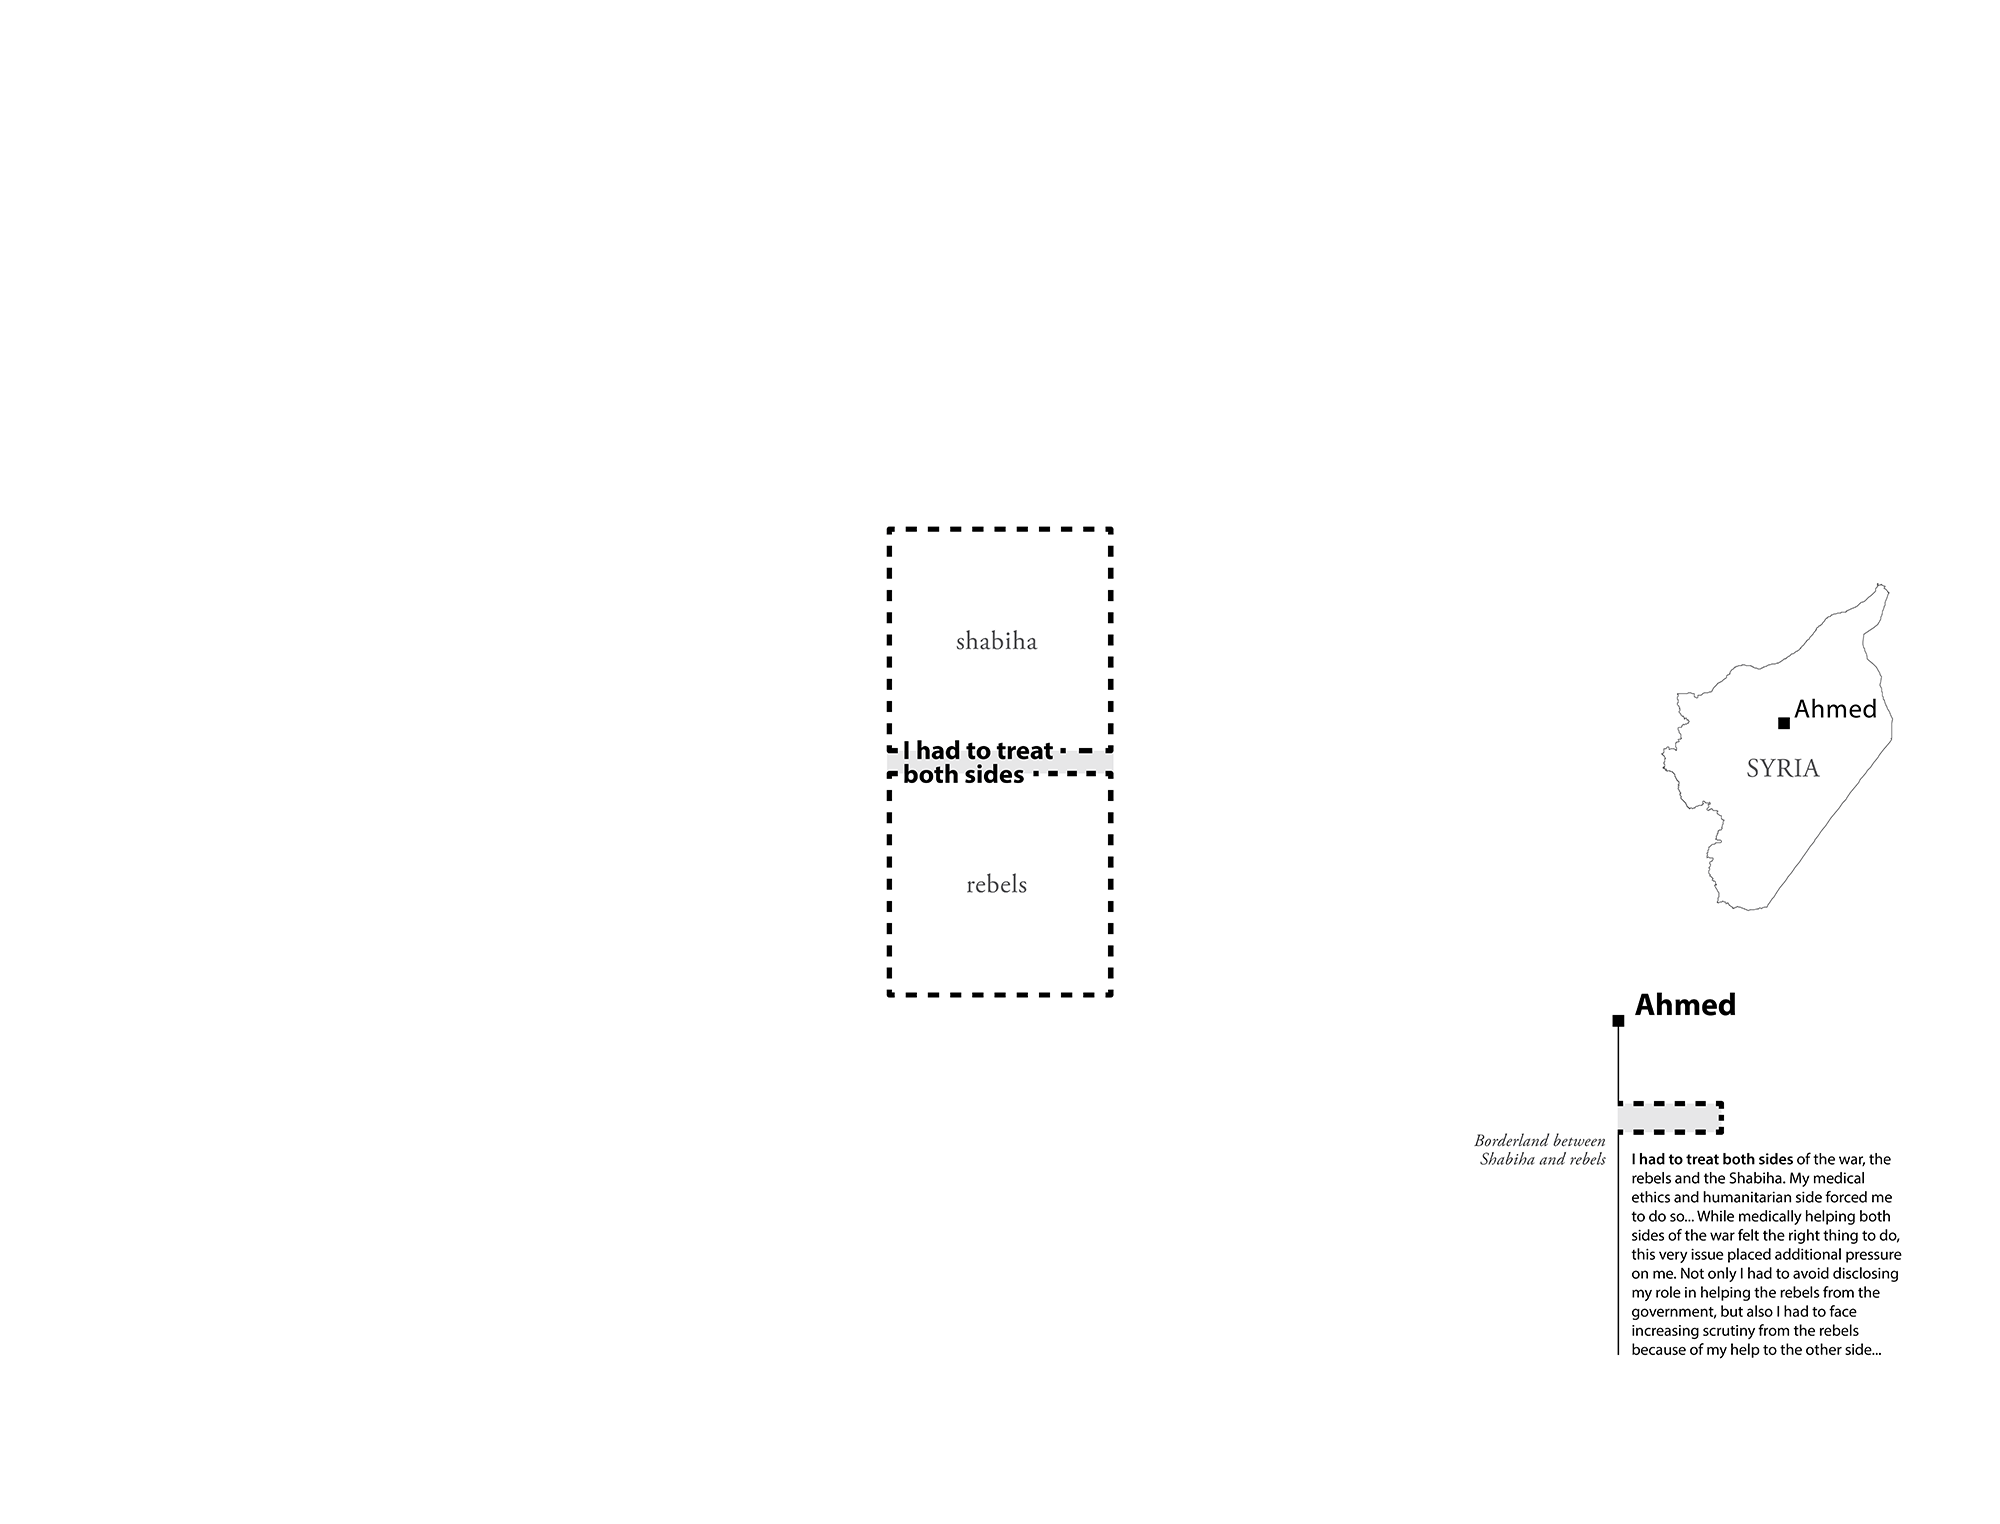 shabiha
I had to treat
both sides
rebels
Ahmed
SYRIA
Ahmed
Borderland between
Shabiha and rebels
I had to treat both sides of the war, the
rebels and the Shabiha. My medical
ethics and humanitarian side forced me
to do so... While medically helping both
sides of the war felt the right thing to do,
this very issue placed additional pressure
on me. Not only I had to avoid disclosing
my role in helping the rebels from the
government, but also I had to face
increasing scrutiny from the rebels
because of my help to the other side...